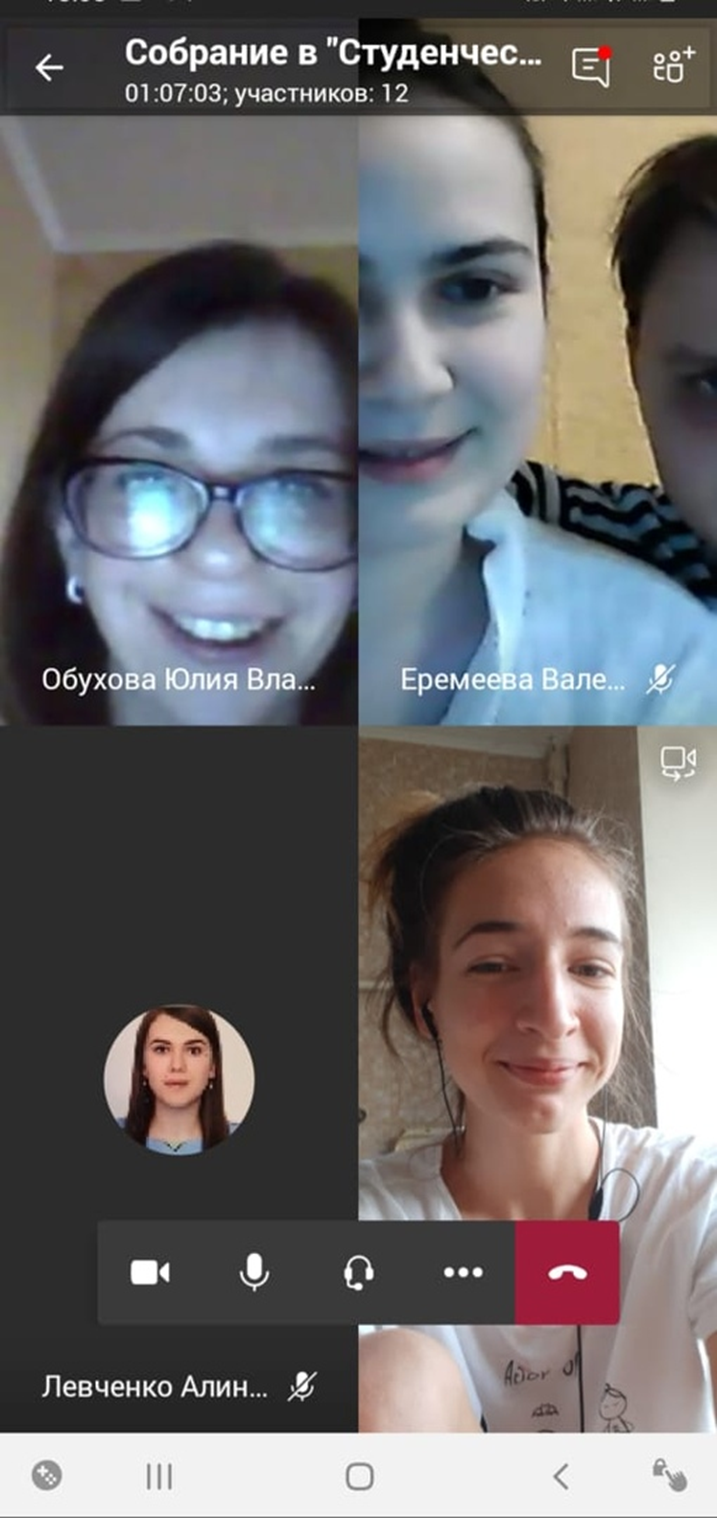 Собрание в "Студенчес...
01:07:03; участников: 12
Обухова Юлия Вла...
Еремеева Вале...
Левченко Алин...